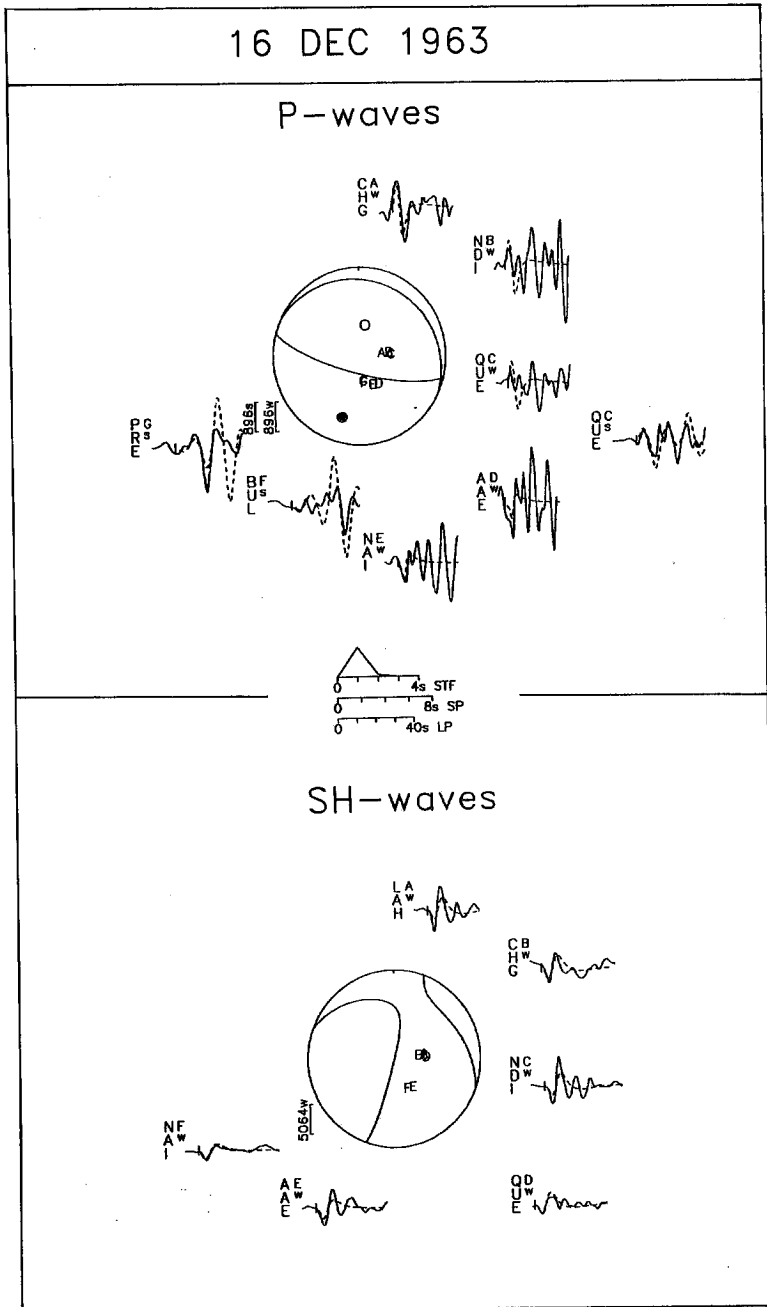 16 DEC 1963
P-waves
CHG A w
NDI B w
QUE C w
QUE C s
PRE G s
896s
896w
BUL F s
NAI E w
AAE D w
O
G E D
0 4s STF
0 8s SP
0 40s LP
SH-waves
LAH A w
CHG B w
NDI C w
F E
5064w
NAI F w
AAE E w
QUE D w